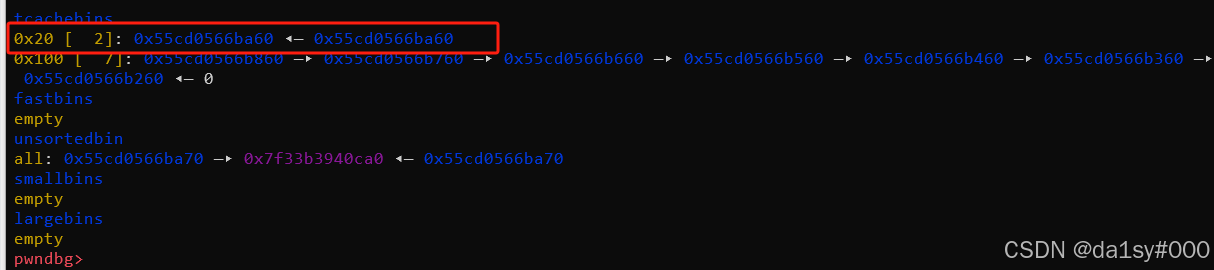 tcachebins
0x20 [  2]: 0x55cd0566ba60 ◂— 0x55cd0566ba60
0x100 [  7]: 0x55cd0566b860 —▸ 0x55cd0566b760 —▸ 0x55cd0566b660 —▸ 0x55cd0566b560 —▸ 0x55cd0566b460 —▸ 0x55cd0566b360 —▸
0x55cd0566b260 ◂— 0
fastbins
empty
unsortedbin
all: 0x55cd0566ba70 —▸ 0x7f33b3940ca0 ◂— 0x55cd0566ba70
smallbins
empty
largebins
empty
pwndbg>
CSDN @da1sy#000